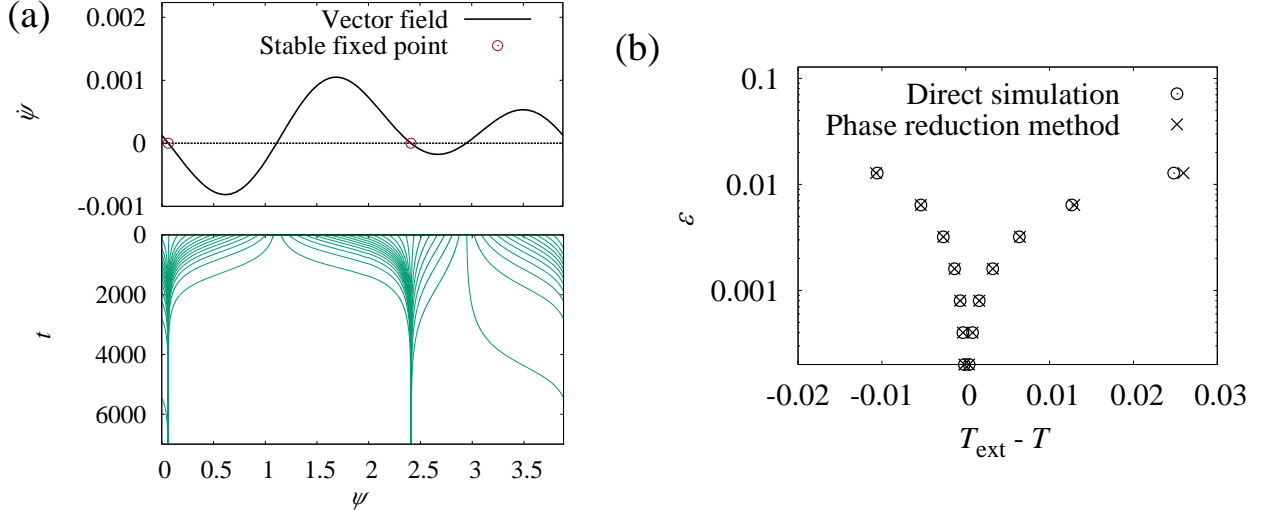 (a)
0.002
0.001
0
-0.001
ψ̇
Vector field
Stable fixed point
0
2000
4000
6000
t
0 0.5 1 1.5 2 2.5 3 3.5
ψ
(b)
0.1
0.01
0.001
ε
Direct simulation
Phase reduction method
-0.02 -0.01 0 0.01 0.02 0.03
T_ext - T